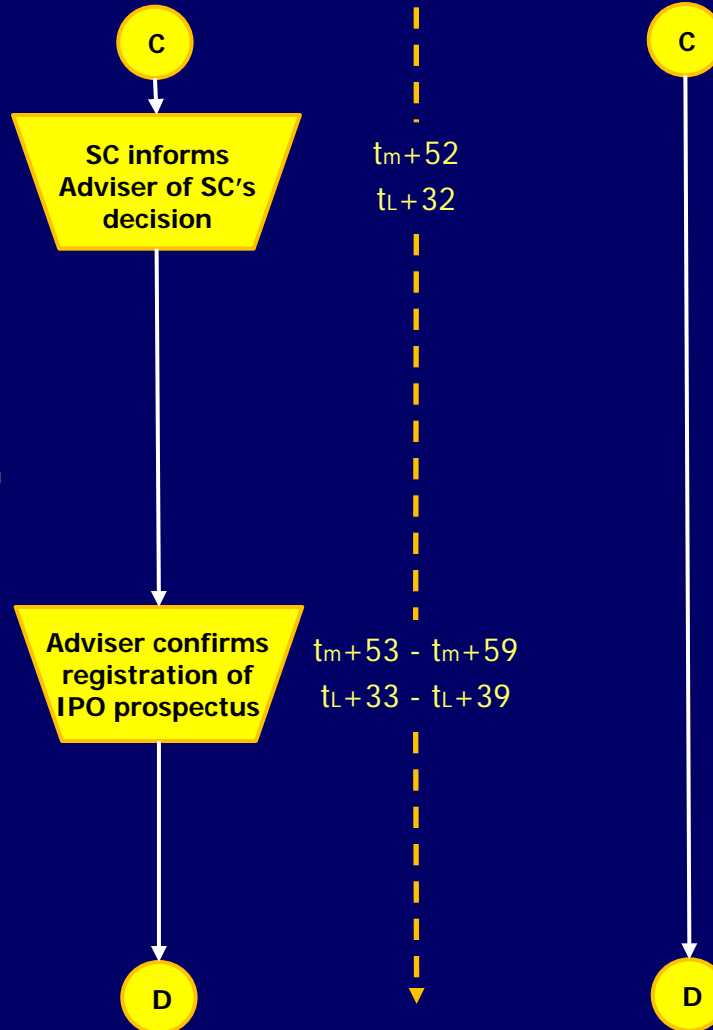 C
C
SC informs
Adviser of SC's
decision
tm+52
tL+32
Adviser confirms
registration of
IPO prospectus
tm+53 - tm+59
tL+33 - tL+39
D
D